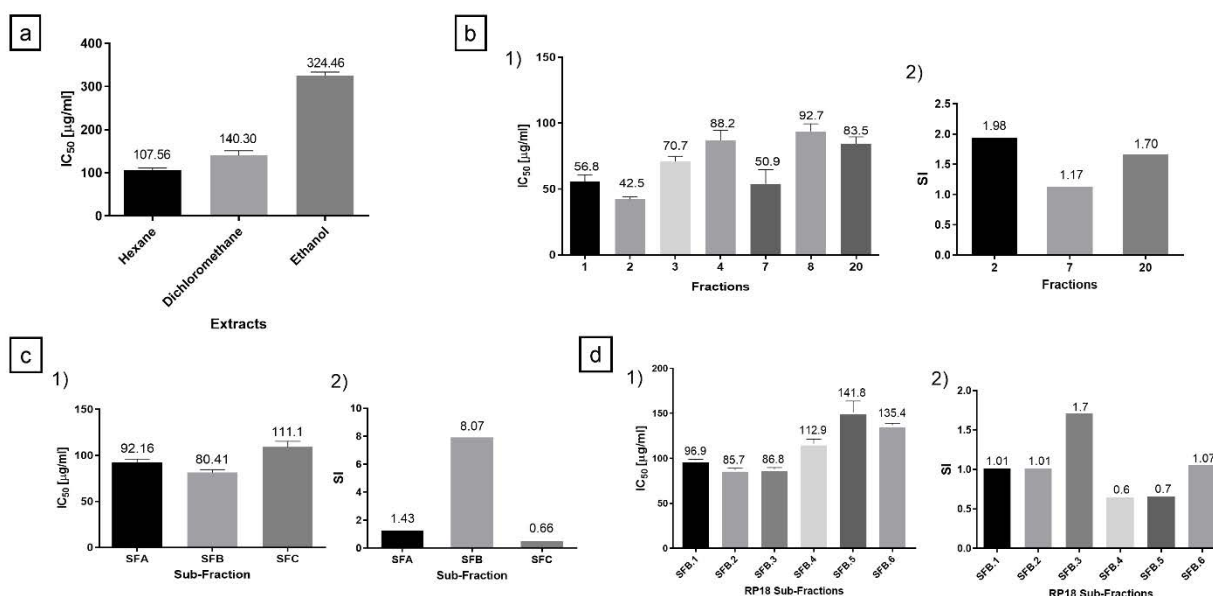 a
IC50 [µg/ml]
400
300
200
100
0
107.56
140.30
324.46
Hexane
Dichloromethane
Ethanol
Extracts
b
1)
IC50 [µg/ml]
150
100
50
0
56.8
42.5
70.7
88.2
50.9
92.7
83.5
1 2 3 4 7 8 20
Fractions
2)
SI
2.5
2.0
1.5
1.0
0.5
0.0
1.98
1.17
1.70
2 7 20
Fractions
c
1)
IC50 [µg/ml]
150
100
50
0
92.16
80.41
111.1
SFA SFB SFC
Sub-Fraction
2)
SI
10
8
6
4
2
0
1.43
8.07
0.66
SFA SFB SFC
Sub-Fraction
d
1)
IC50 [µg/ml]
200
150
100
50
0
96.9
85.7
86.8
112.9
141.8
135.4
SFB.1
SFB.2
SFB.3
SFB.4
SFB.5
SFB.6
RP18 Sub-Fractions
2)
SI
2.0
1.5
1.0
0.5
0.0
1.01
1.01
1.7
0.6
0.7
1.07
SFB.1
SFB.2
SFB.3
SFB.4
SFB.5
SFB.6
RP18 Sub-Fractions